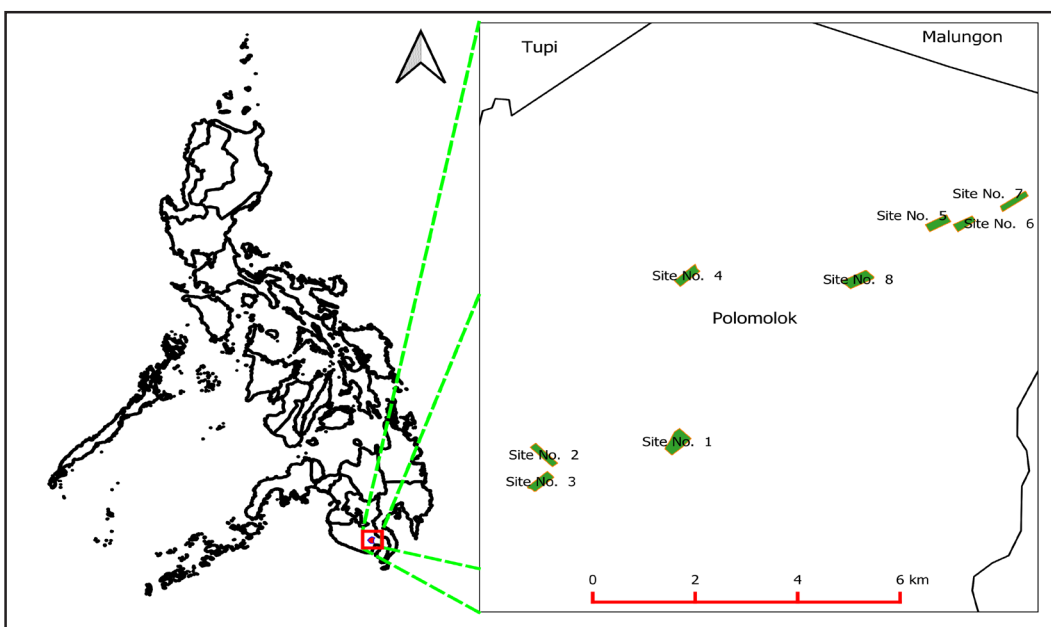 Tupi
Malungon
Site No. 7
Site No. 5
Site No. 6
Site No. 4
Site No. 8
Polomolok
Site No. 1
Site No. 2
Site No. 3
0 2 4 6 km